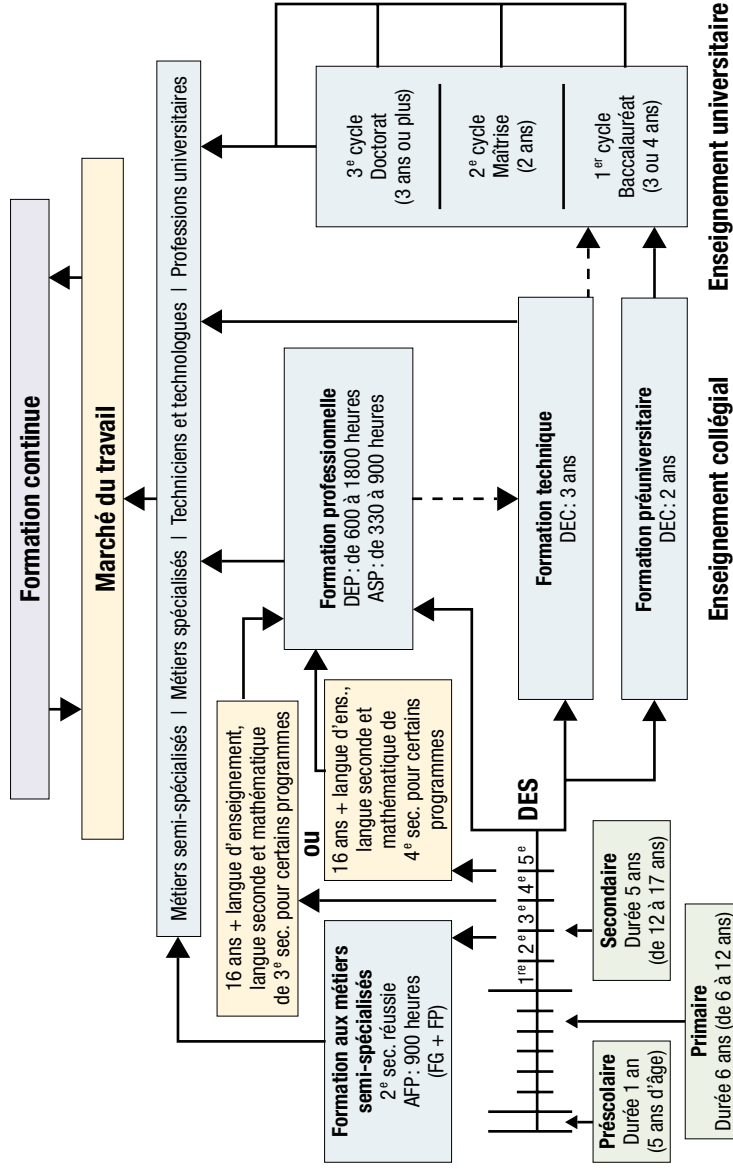 Formation continue
Marché du travail
Métiers semi-spécialisés | Métiers spécialisés | Techniciens et technologues | Professions universitaires
16 ans + langue d'enseignement,
langue seconde et mathématique
de 3e sec. pour certains programmes
ou
16 ans + langue d'ens.,
langue seconde et
mathématique de
4e sec. pour certains
programmes
Formation aux métiers
semi-spécialisés
2e sec. réussie
AFP: 900 heures
(FG + FP)
Formation professionnelle
DEP : de 600 à 1800 heures
ASP : de 330 à 900 heures
3e cycle
Doctorat
(3 ans ou plus)
2e cycle
Maîtrise
(2 ans)
1er cycle
Baccalauréat
(3 ou 4 ans)
1re 2e 3e 4e 5e
DES
Formation technique
DEC: 3 ans
Formation préuniversitaire
DEC: 2 ans
Préscolaire
Durée 1 an
(5 ans d'âge)
Secondaire
Durée 5 ans
(de 12 à 17 ans)
Primaire
Durée 6 ans (de 6 à 12 ans)
Enseignement collégial
Enseignement universitaire